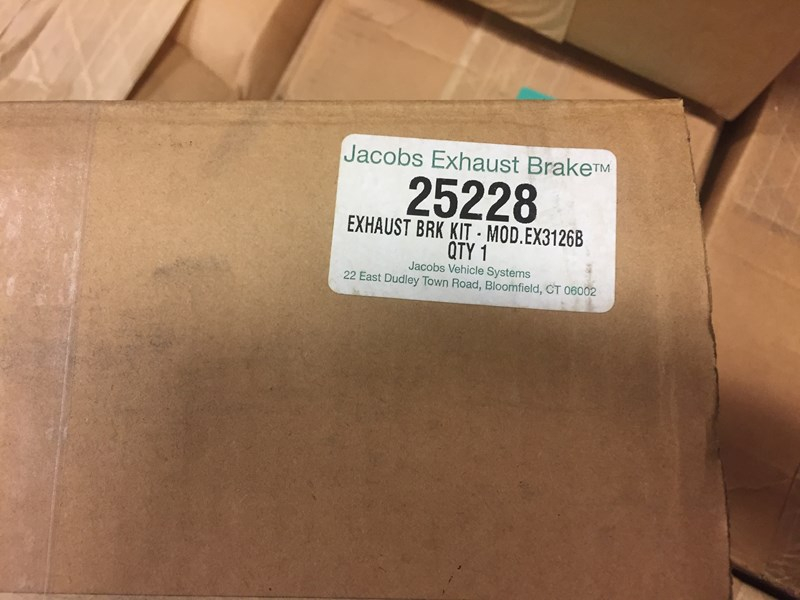 Jacobs Exhaust Brake™
25228
EXHAUST BRK KIT - MOD.EX3126B
QTY 1
Jacobs Vehicle Systems
22 East Dudley Town Road, Bloomfield, CT 06002